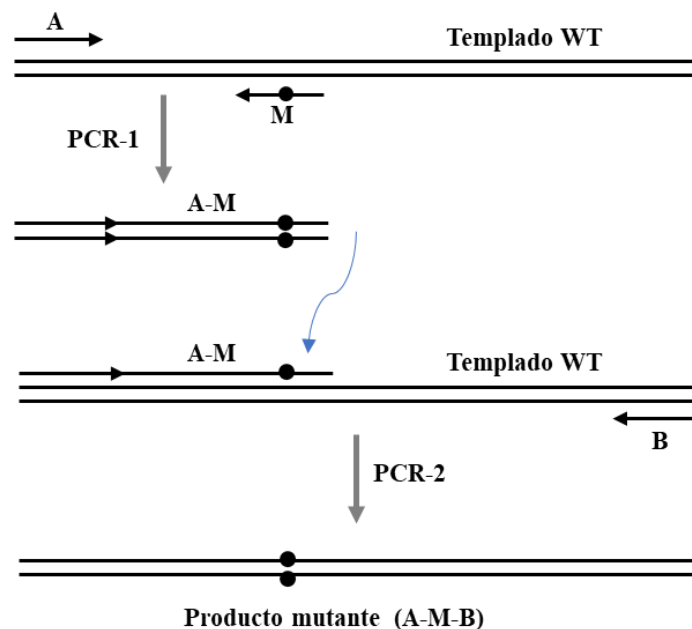 A
Templado WT
M
PCR-1
A-M
A-M
Templado WT
B
PCR-2
Producto mutante (A-M-B)